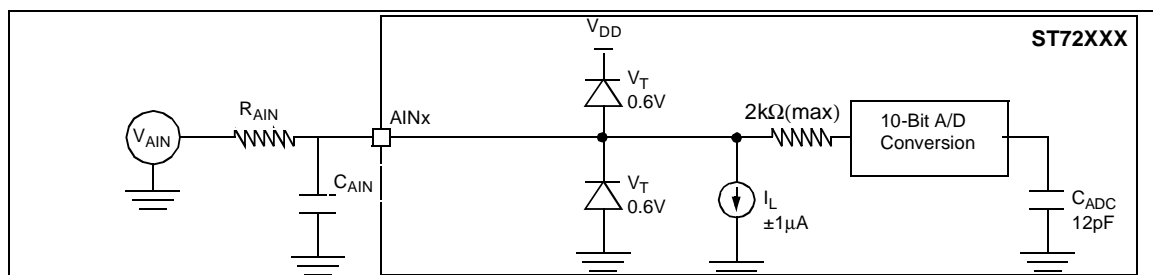 ST72XXX
V_DD
V_T
0.6V
R_AIN
AINx
2kΩ(max)
10-Bit A/D
Conversion
V_AIN
C_AIN
V_T
0.6V
I_L
±1μA
C_ADC
12pF